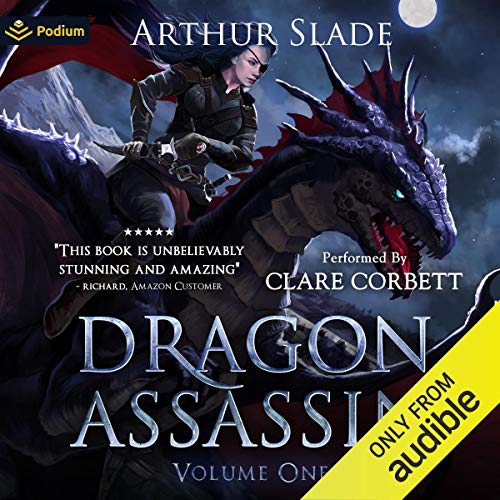 Podium
ARTHUR SLADE
★★★★★
"THIS BOOK IS UNBELIEVABLY
STUNNING AND AMAZING"
- RICHARD, AMAZON CUSTOMER
Performed By
CLARE CORBETT
DRAGON
ASSASSIN
VOLUME ONE
ONLY FROM
audible